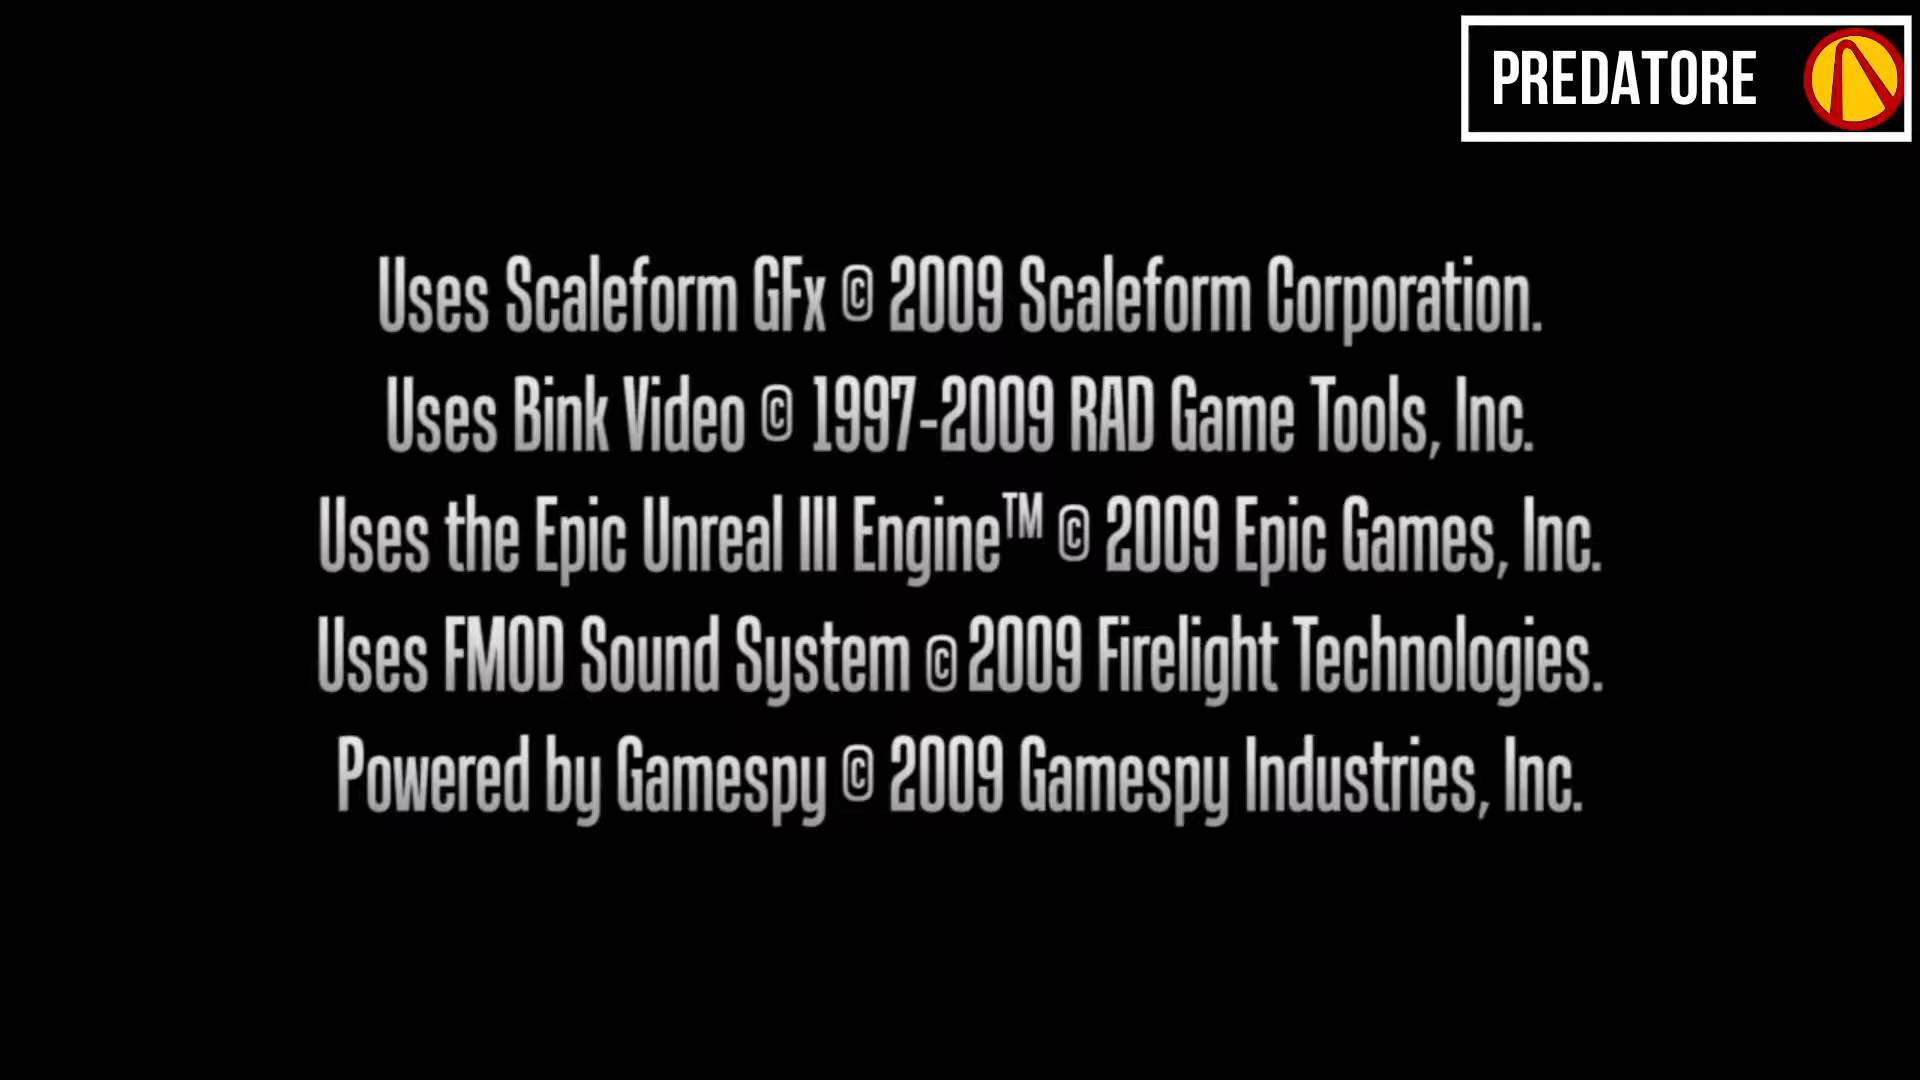 PREDATORE
Uses Scaleform GFx © 2009 Scaleform Corporation.
Uses Bink Video © 1997-2009 RAD Game Tools, Inc.
Uses the Epic Unreal III Engine™ © 2009 Epic Games, Inc.
Uses FMOD Sound System © 2009 Firelight Technologies.
Powered by Gamespy © 2009 Gamespy Industries, Inc.